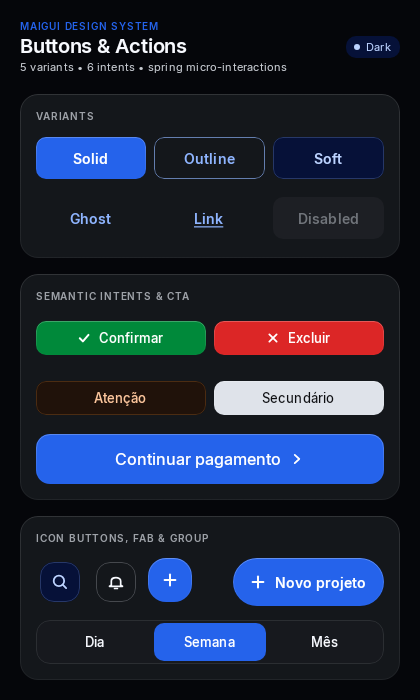 MAIGUI DESIGN SYSTEM
Buttons & Actions
5 variants • 6 intents • spring micro-interactions
Dark
VARIANTS
Solid
Outline
Soft
Ghost
Link
Disabled
SEMANTIC INTENTS & CTA
Confirmar
Excluir
Atenção
Secundário
Continuar pagamento
ICON BUTTONS, FAB & GROUP
Novo projeto
Dia
Semana
Mês